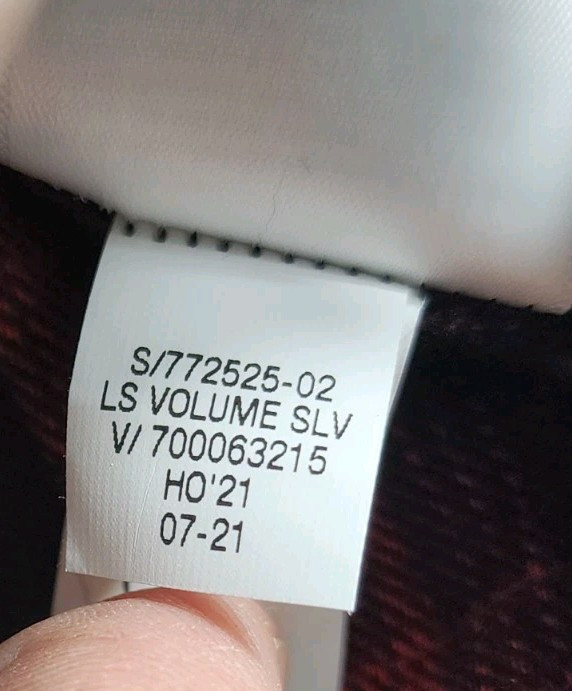 S/772525-02
LS VOLUME SLV
V/ 700063215
HO'21
07-21